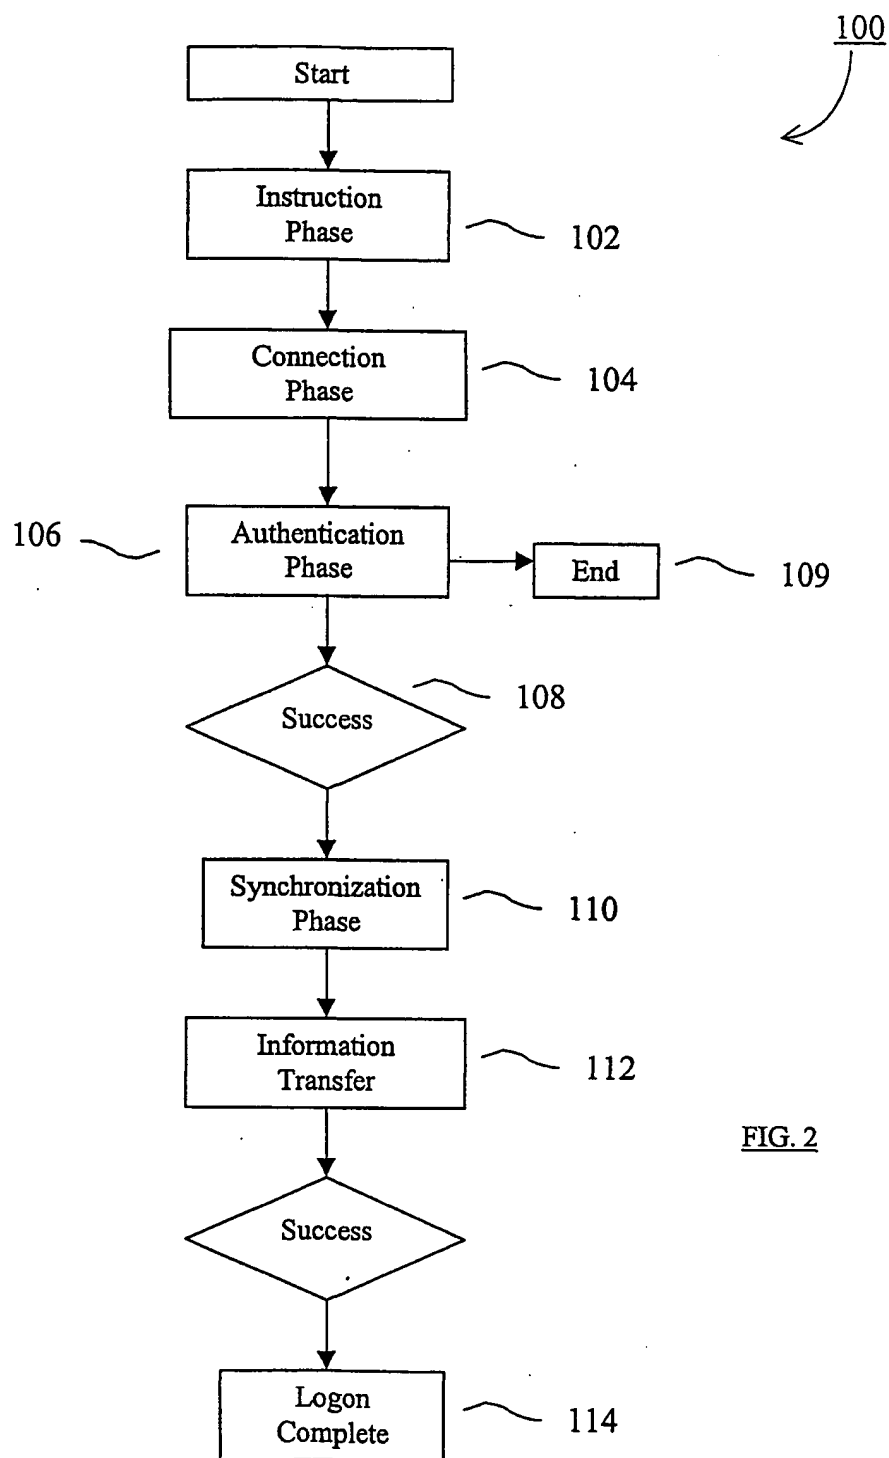 100
Start
Instruction
Phase
102
Connection
Phase
104
106
Authentication
Phase
End
109
Success
108
Synchronization
Phase
110
Information
Transfer
112
FIG. 2
Success
Logon
Complete
114